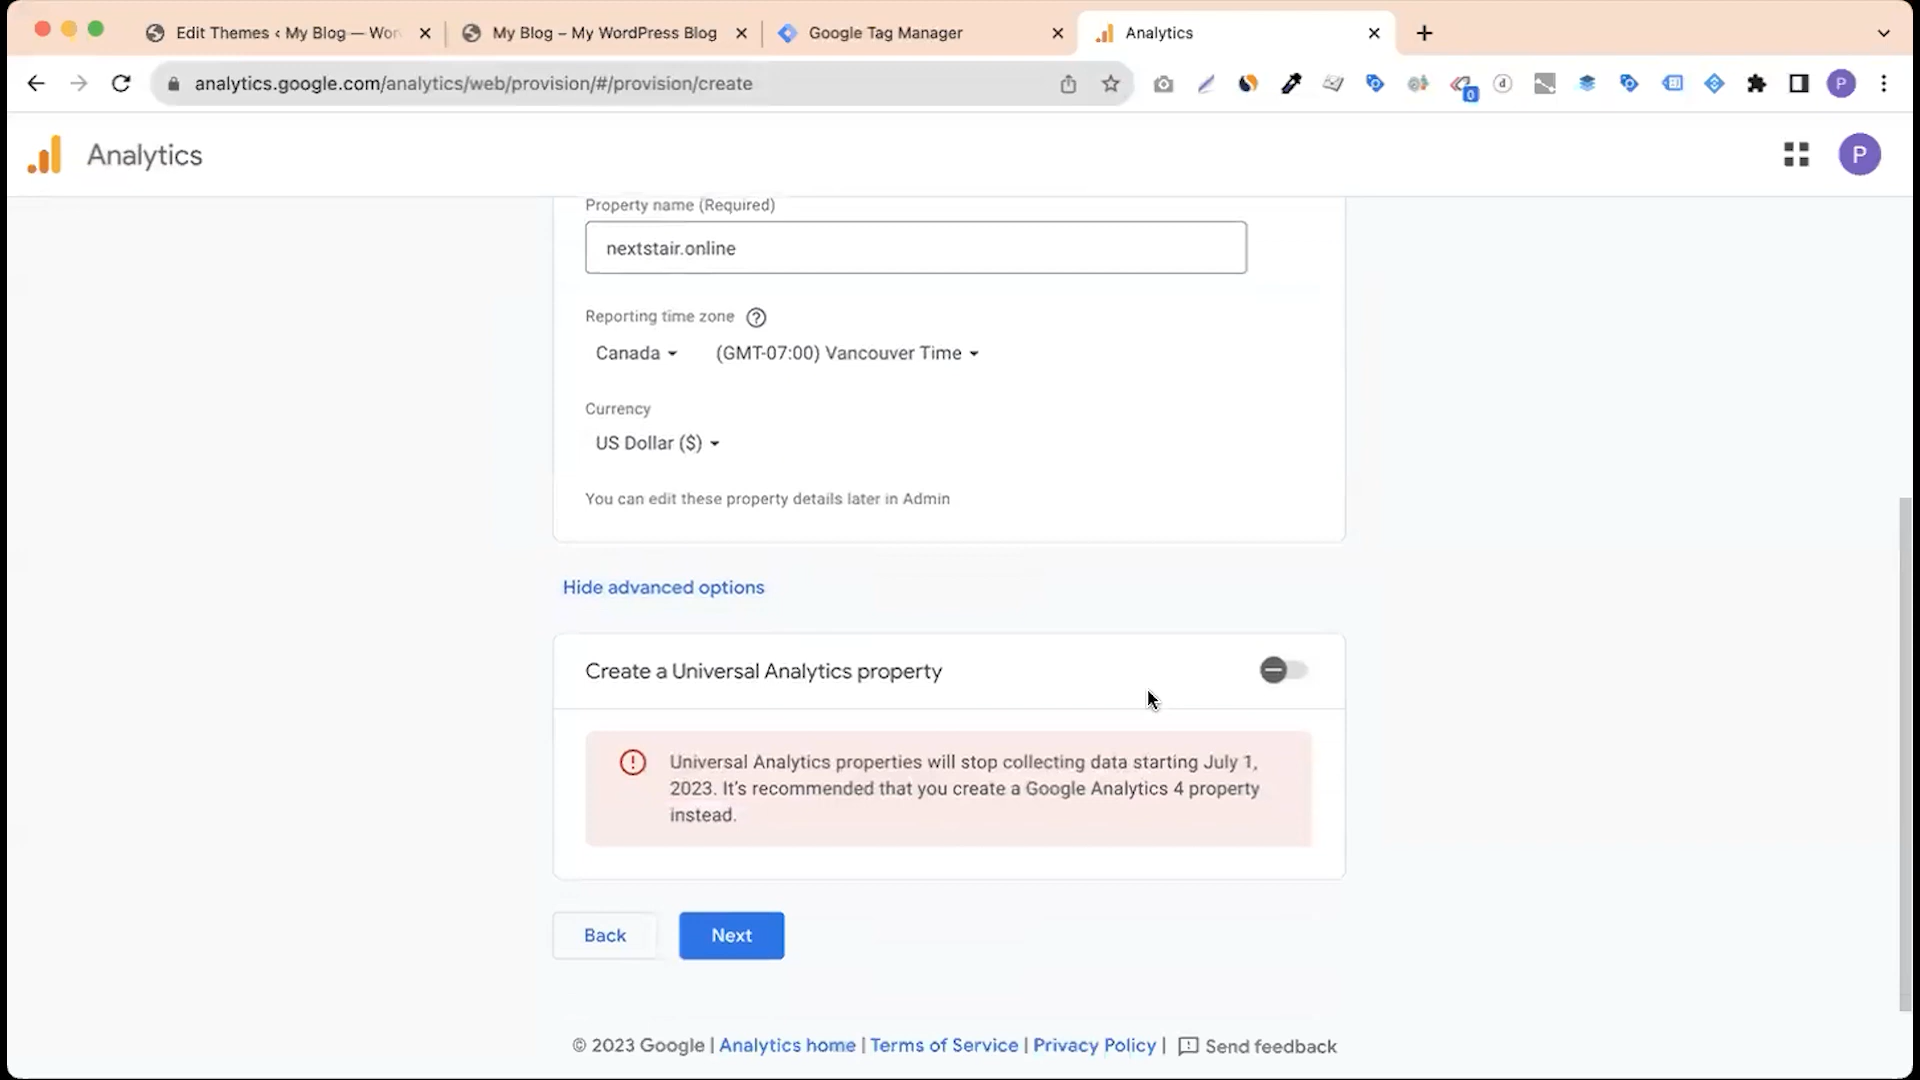 Edit Themes ‹ My Blog — Wor
My Blog – My WordPress Blog
Google Tag Manager
Analytics
analytics.google.com/analytics/web/provision/#/provision/create
0
d
P
Analytics
P
Property name (Required)
nextstair.online
Reporting time zone ?
Canada (GMT-07:00) Vancouver Time
Currency
US Dollar ($)
You can edit these property details later in Admin
Hide advanced options
Create a Universal Analytics property
Universal Analytics properties will stop collecting data starting July 1,
2023. It's recommended that you create a Google Analytics 4 property
instead.
Back Next
© 2023 Google | Analytics home | Terms of Service | Privacy Policy | Send feedback